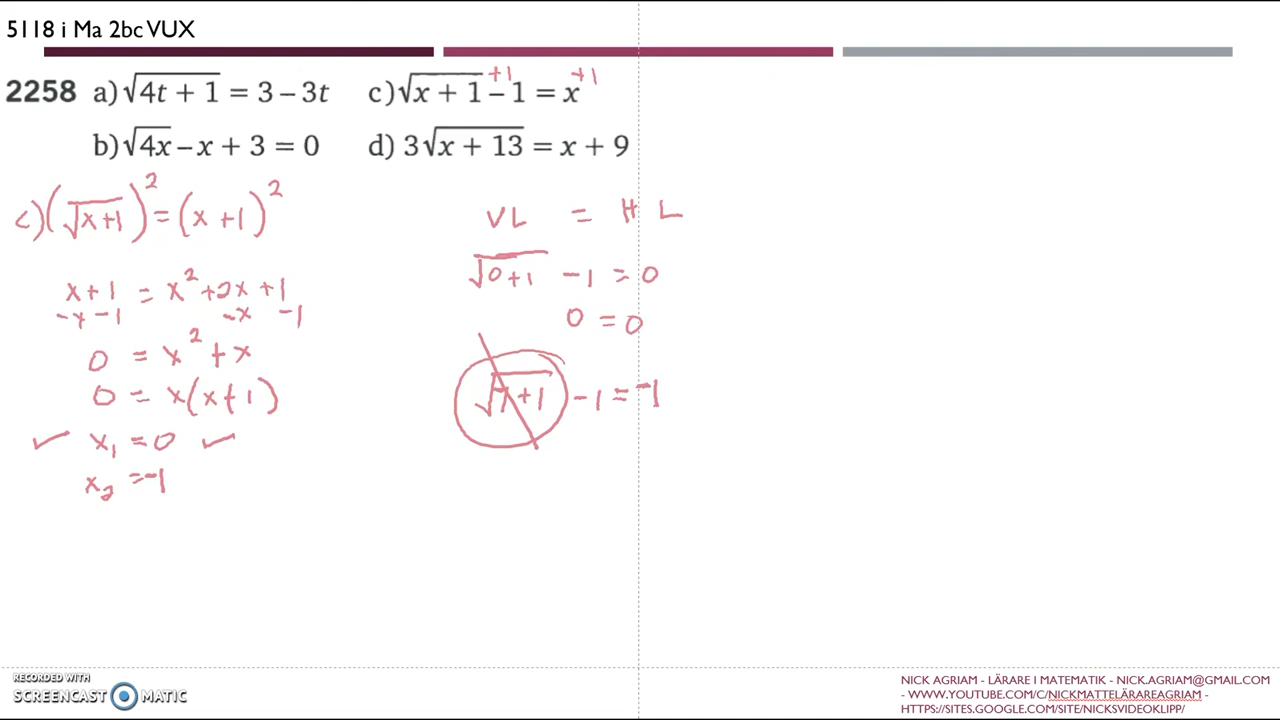 5118 i Ma 2bc VUX
2258 a) √(4t + 1) = 3 – 3t c) √(x + 1) – 1 = x +1 +1
b) √(4x) – x + 3 = 0 d) 3√(x + 13) = x + 9
c) (√(x+1))² = (x+1)²
x+1 = x²+2x+1
-x -1 -x -1
0 = x² + x
0 = x(x+1)
x₁ = 0
x₂ = -1
VL = HL
√(0+1) -1 = 0
0 = 0
√(-1+1) -1 = -1
RECORDED WITH
SCREENCAST MATIC
NICK AGRIAM - LÄRARE I MATEMATIK - NICK.AGRIAM@GMAIL.COM
- WWW.YOUTUBE.COM/C/NICKMATTELÄRAREAGRIAM -
HTTPS://SITES.GOOGLE.COM/SITE/NICKSVIDEOKLIPP/